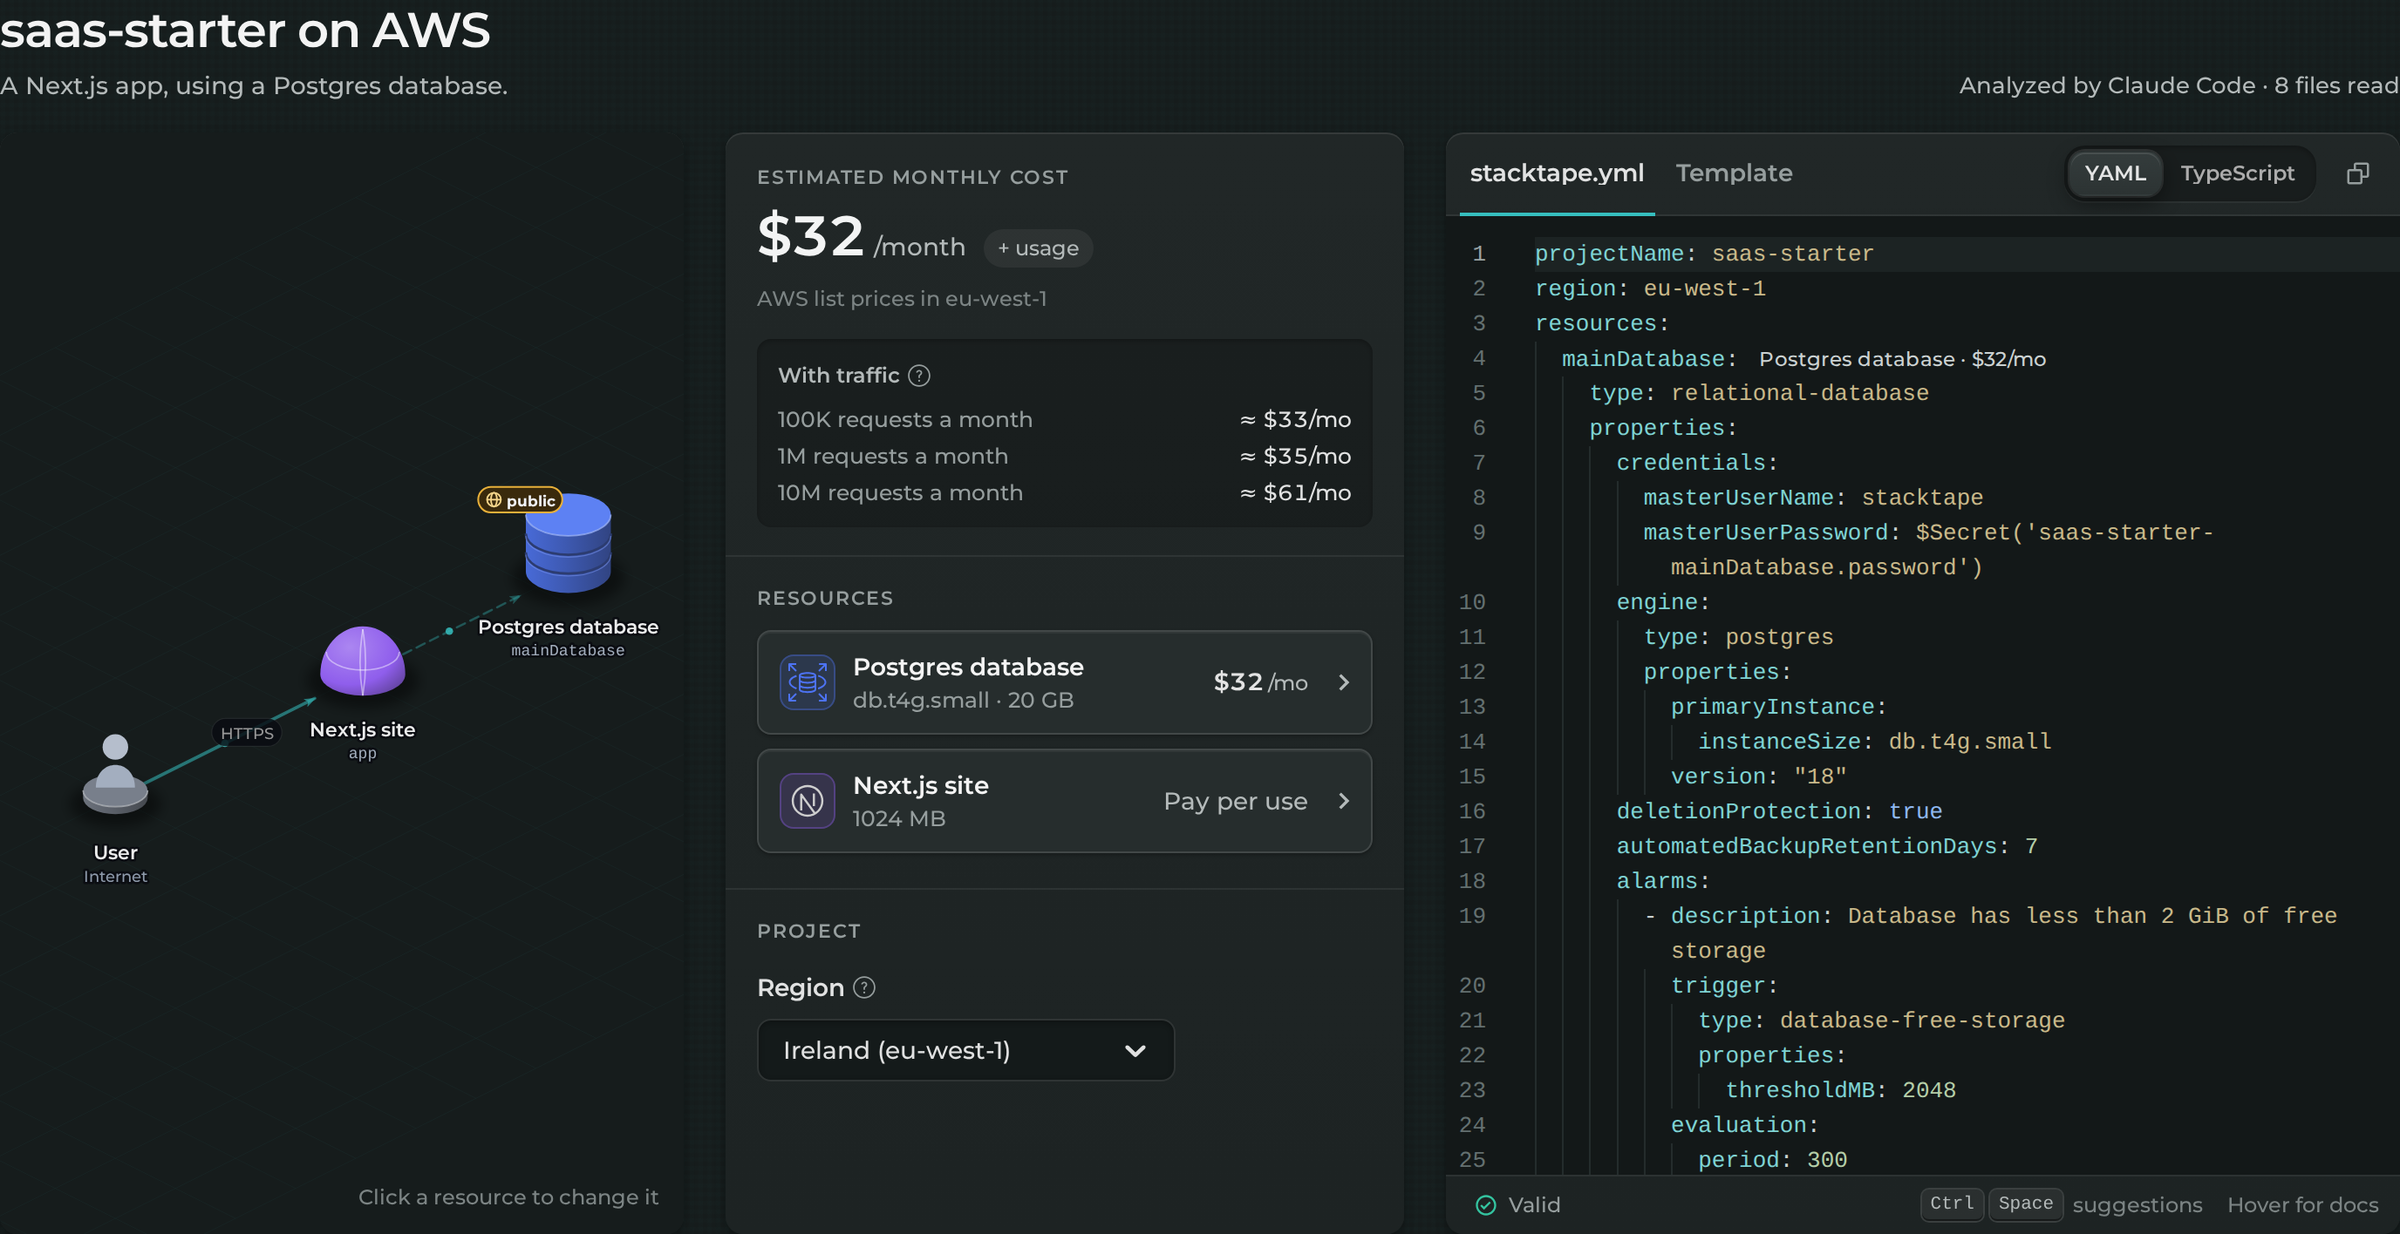 saas-starter on AWS
A Next.js app, using a Postgres database.
Analyzed by Claude Code · 8 files read
public
Postgres database
mainDatabase
HTTPS
Next.js site
app
User
Internet
Click a resource to change it
ESTIMATED MONTHLY COST
$32 /month + usage
AWS list prices in eu-west-1
With traffic ?
100K requests a month ≈ $33/mo
1M requests a month ≈ $35/mo
10M requests a month ≈ $61/mo
RESOURCES
Postgres database
db.t4g.small · 20 GB
$32 /mo
Next.js site
1024 MB
Pay per use
PROJECT
Region ?
Ireland (eu-west-1)
stacktape.yml Template YAML TypeScript
1 projectName: saas-starter
2 region: eu-west-1
3 resources:
4 mainDatabase: Postgres database · $32/mo
5 type: relational-database
6 properties:
7 credentials:
8 masterUserName: stacktape
9 masterUserPassword: $Secret('saas-starter-
mainDatabase.password')
10 engine:
11 type: postgres
12 properties:
13 primaryInstance:
14 instanceSize: db.t4g.small
15 version: "18"
16 deletionProtection: true
17 automatedBackupRetentionDays: 7
18 alarms:
19 - description: Database has less than 2 GiB of free
storage
20 trigger:
21 type: database-free-storage
22 properties:
23 thresholdMB: 2048
24 evaluation:
25 period: 300
Valid
Ctrl Space suggestions Hover for docs